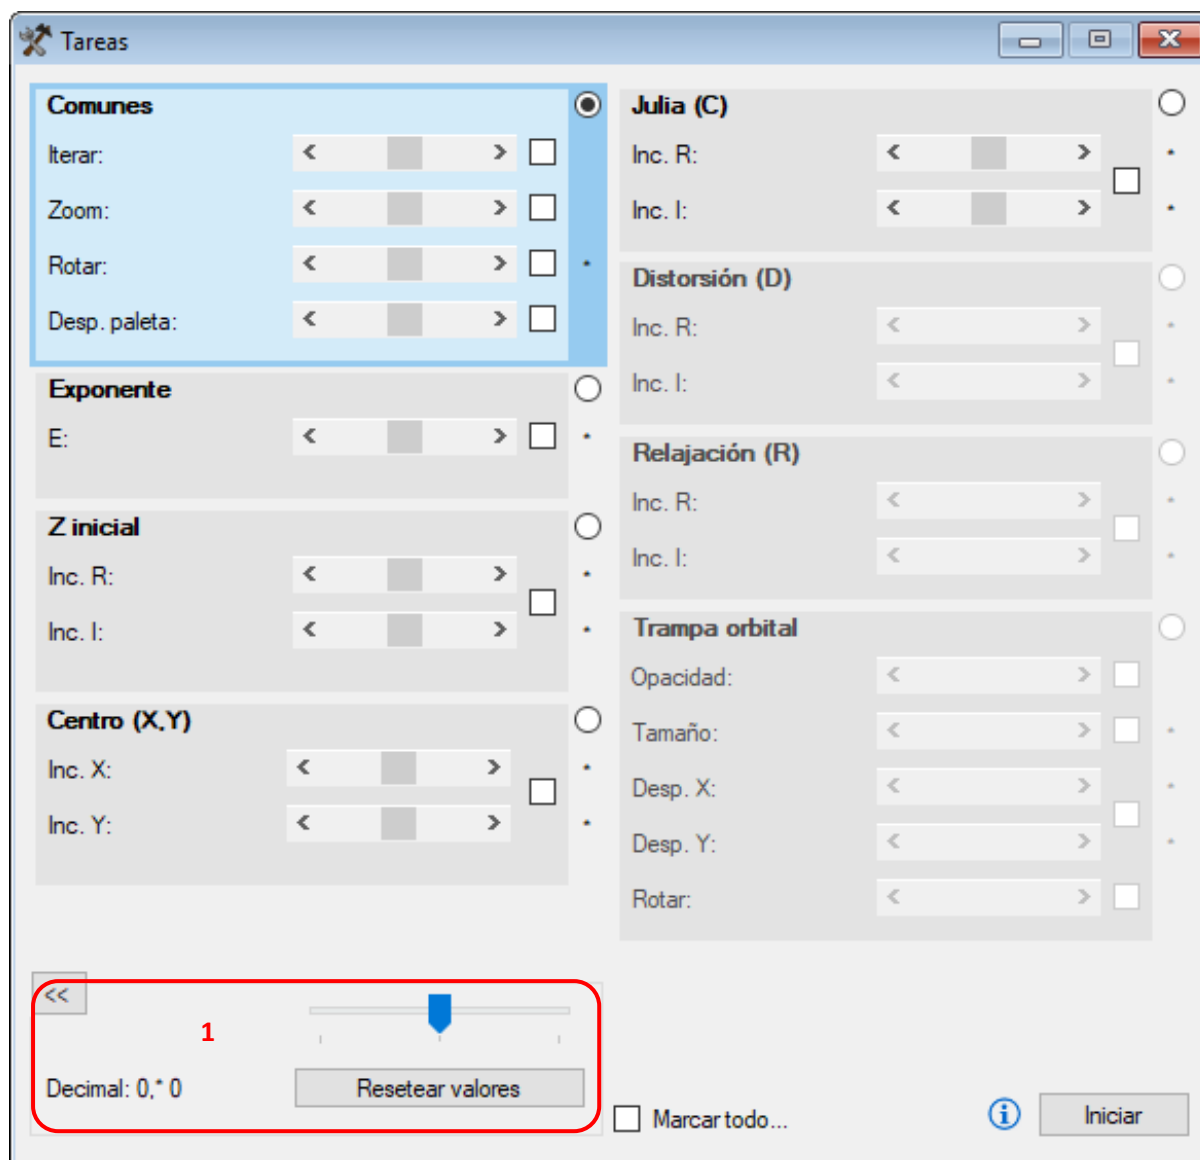 Tareas
Comunes
Iterar:
Zoom:
Rotar: *
Desp. paleta:
Exponente
E: *
Z inicial
Inc. R: *
Inc. I: *
Centro (X,Y)
Inc. X: *
Inc. Y: *
Julia (C)
Inc. R: *
Inc. I: *
Distorsión (D)
Inc. R: *
Inc. I: *
Relajación (R)
Inc. R: *
Inc. I: *
Trampa orbital
Opacidad:
Tamaño: *
Desp. X: *
Desp. Y: *
Rotar:
<<
1
Decimal: 0,* 0
Resetear valores
Marcar todo...
Iniciar